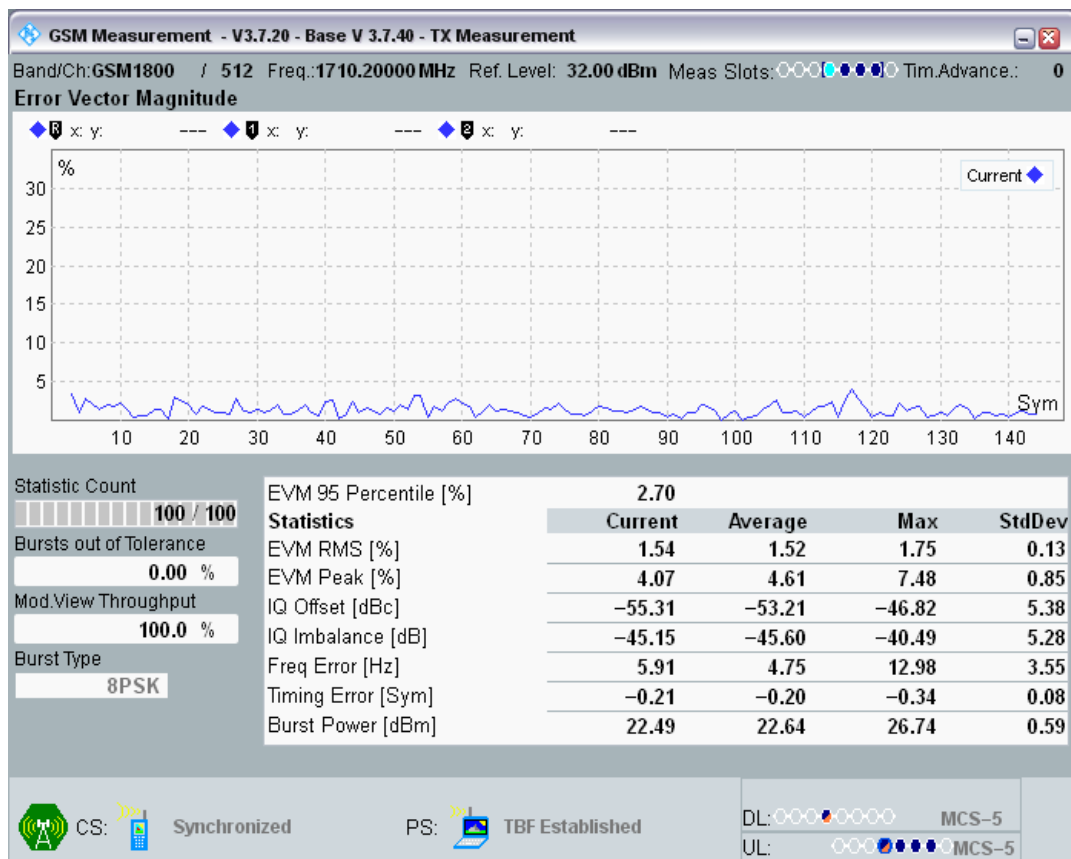 GSM Measurement - V3.7.20 - Base V 3.7.40 - TX Measurement
Band/Ch:GSM1800 / 512 Freq.:1710.20000 MHz Ref. Level: 32.00 dBm Meas Slots: Tim.Advance.: 0
Error Vector Magnitude
R x: y: --- 1 x: y: --- 2 x: y: ---
%
Current
30
25
20
15
10
5
Sym
10 20 30 40 50 60 70 80 90 100 110 120 130 140
Statistic Count
100 / 100
Bursts out of Tolerance
0.00 %
Mod.View Throughput
100.0 %
Burst Type
8PSK
EVM 95 Percentile [%] 2.70
Statistics Current Average Max StdDev
EVM RMS [%] 1.54 1.52 1.75 0.13
EVM Peak [%] 4.07 4.61 7.48 0.85
IQ Offset [dBc] −55.31 −53.21 −46.82 5.38
IQ Imbalance [dB] −45.15 −45.60 −40.49 5.28
Freq Error [Hz] 5.91 4.75 12.98 3.55
Timing Error [Sym] −0.21 −0.20 −0.34 0.08
Burst Power [dBm] 22.49 22.64 26.74 0.59
CS: Synchronized PS: TBF Established
DL: MCS−5
UL: MCS−5